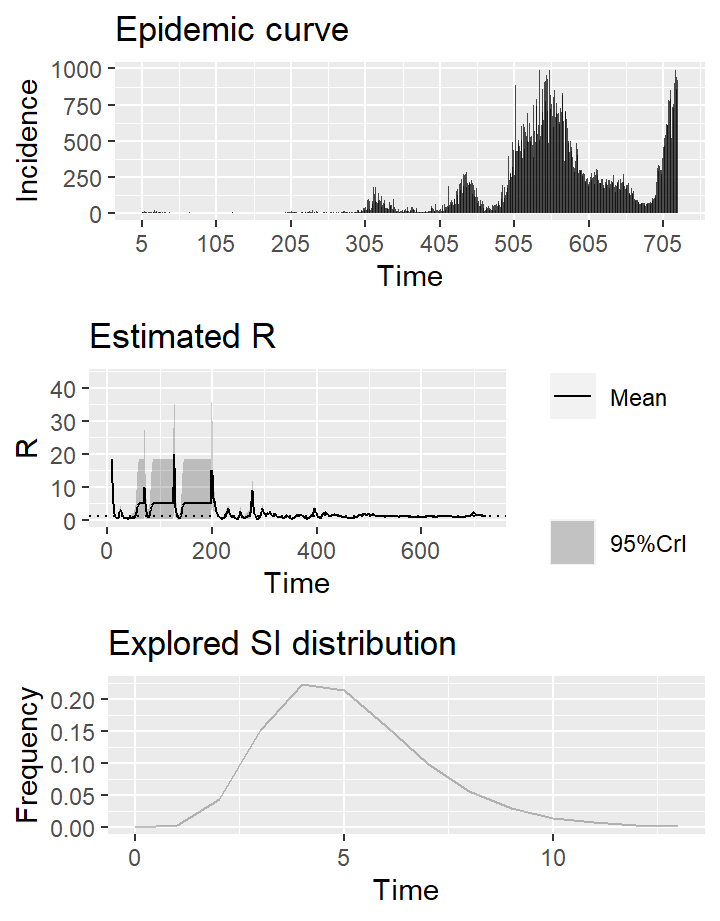 Epidemic curve
1000
750
500
250
0
Incidence
5 105 205 305 405 505 605 705
Time
Estimated R
40
30
20
10
0
R
0 200 400 600
Time
Mean
95%CrI
Explored SI distribution
0.20
0.15
0.10
0.05
0.00
Frequency
0 5 10
Time